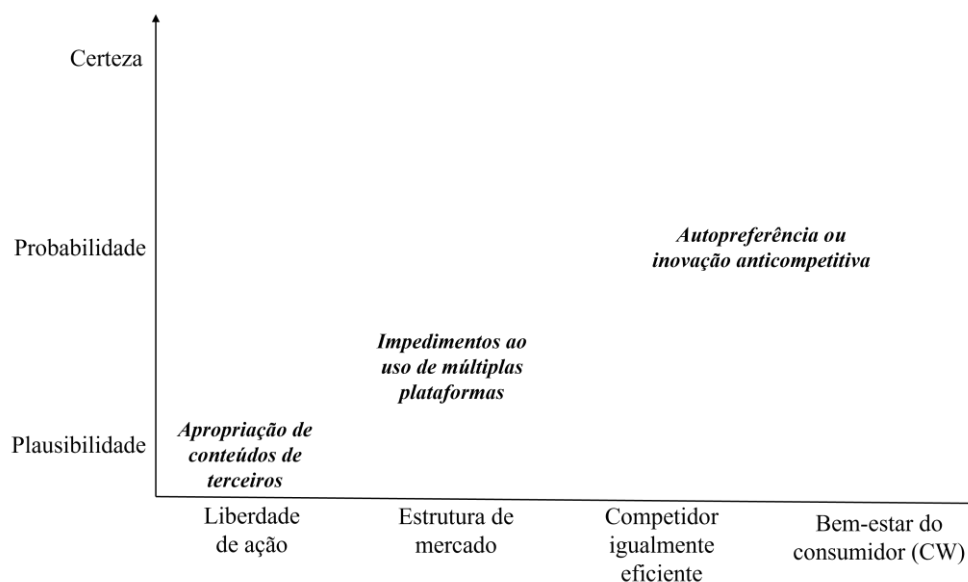 Certeza
Probabilidade
Autopreferência ou
inovação anticompetitiva
Impedimentos ao
uso de múltiplas
plataformas
Plausibilidade
Apropriação de
conteúdos de
terceiros
Liberdade
de ação
Estrutura de
mercado
Competidor
igualmente
eficiente
Bem-estar do
consumidor (CW)